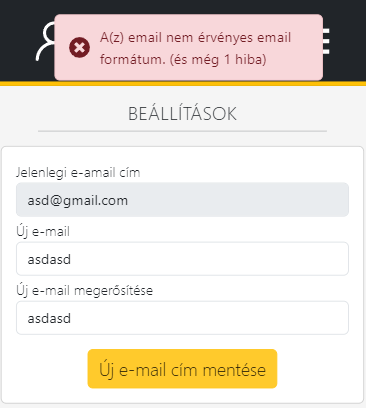 A(z) email nem érvényes email
formátum. (és még 1 hiba)
BEÁLLÍTÁSOK
Jelenlegi e-amail cím
asd@gmail.com
Új e-mail
asdasd
Új e-mail megerősítése
asdasd
Új e-mail cím mentése